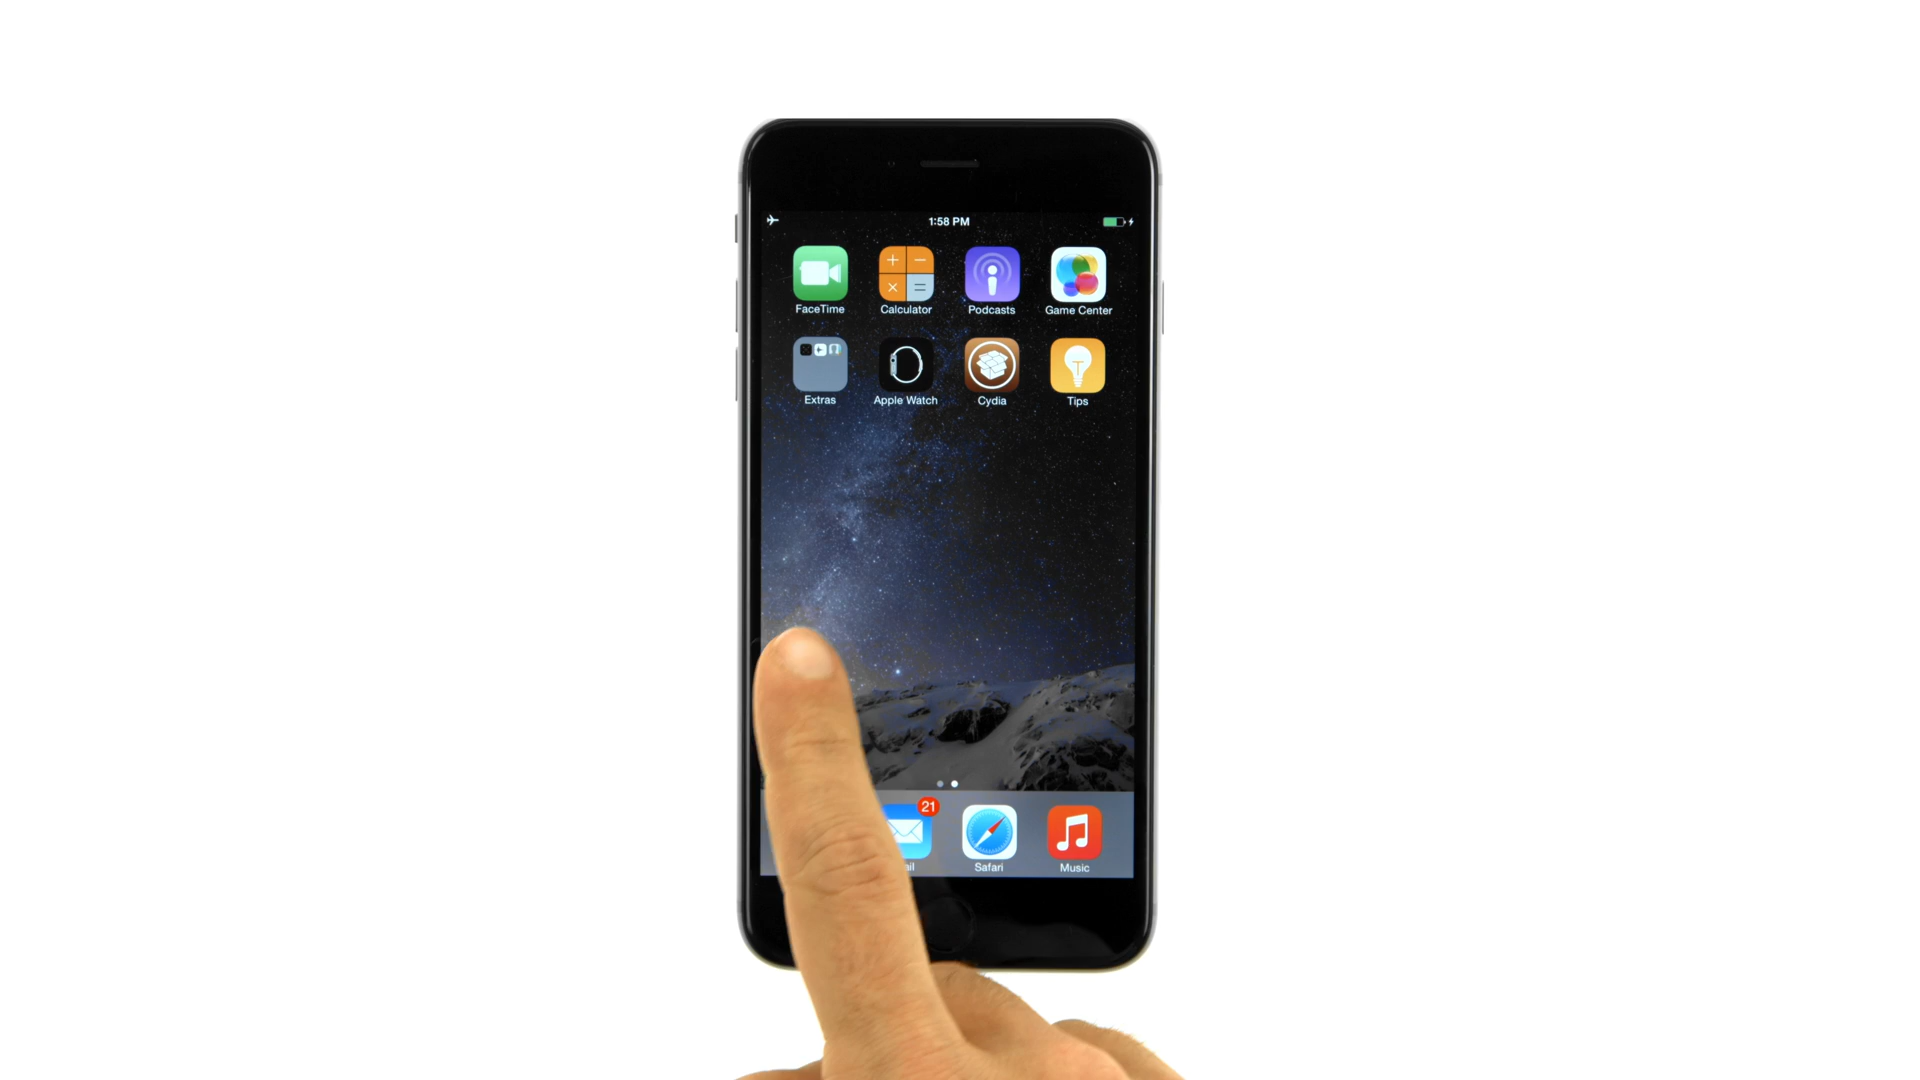 1:58 PM
FaceTime Calculator Podcasts Game Center
Extras Apple Watch Cydia Tips
21
Safari Music